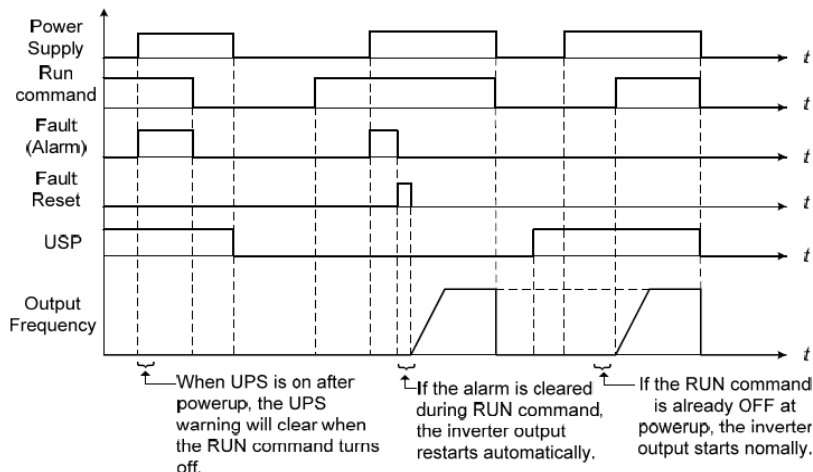 Power
Supply
t
Run
command
t
Fault
(Alarm)
t
Fault
Reset
t
USP
t
Output
Frequency
t
When UPS is on after
powerup, the UPS
warning will clear when
the RUN command turns
off.
If the alarm is cleared
during RUN command,
the inverter output
restarts automatically.
If the RUN command
is already OFF at
powerup, the inverter
output starts nomally.